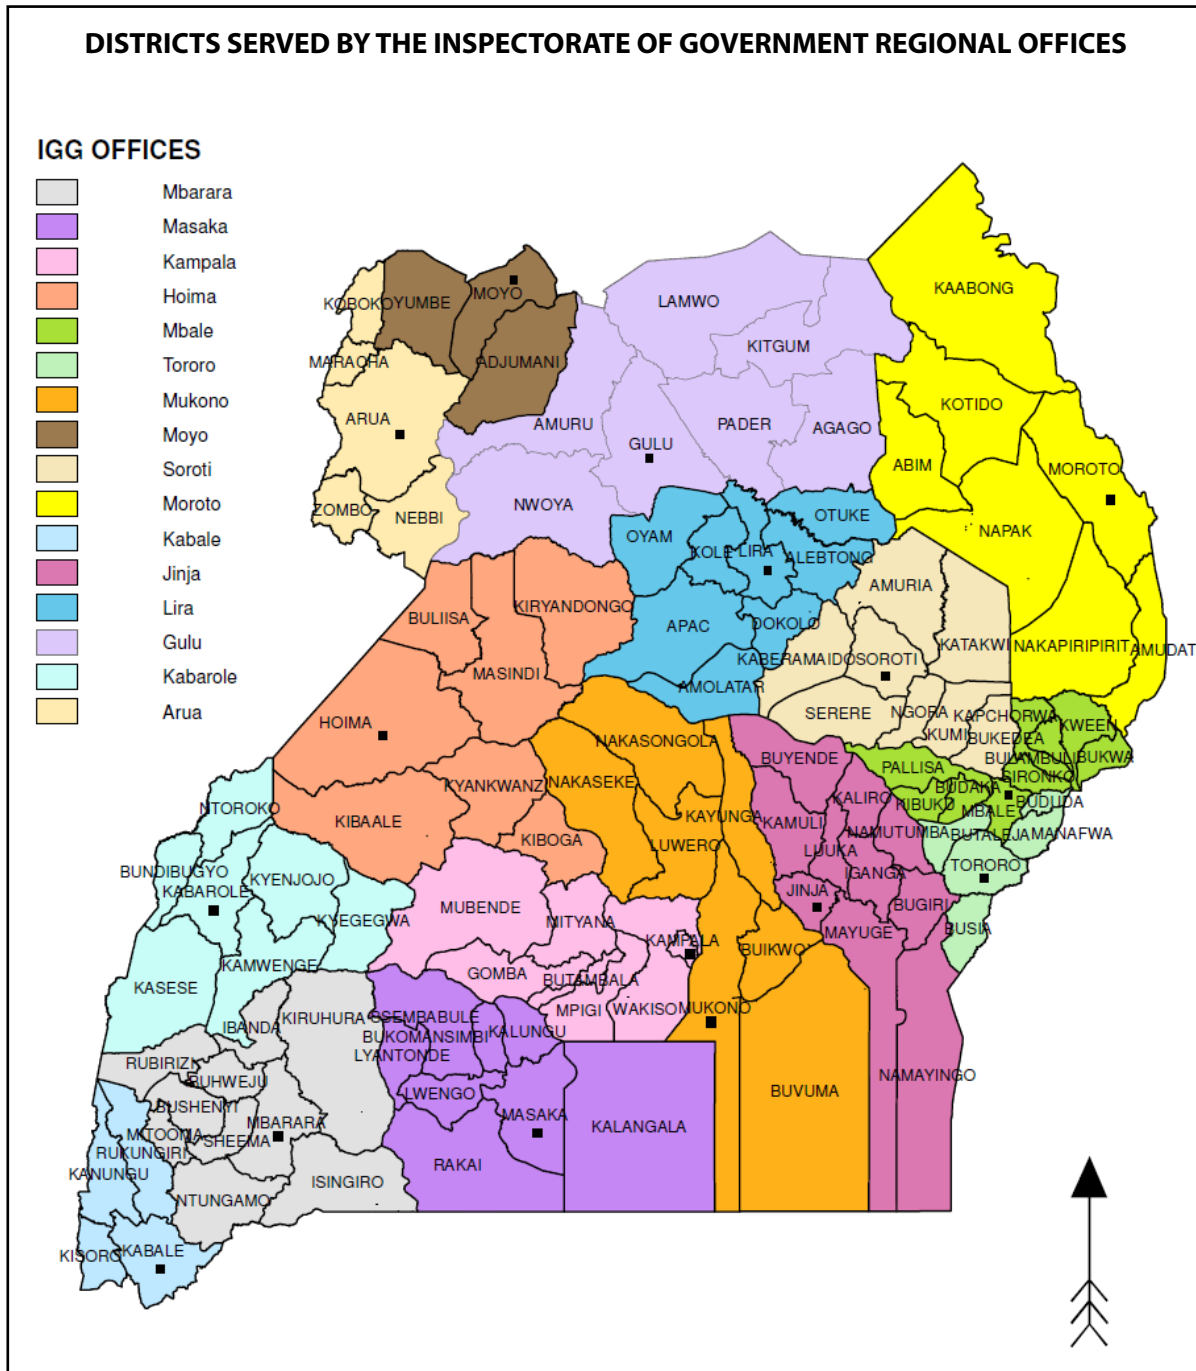 DISTRICTS SERVED BY THE INSPECTORATE OF GOVERNMENT REGIONAL OFFICES
IGG OFFICES
Mbarara
Masaka
Kampala
Hoima
Mbale
Tororo
Mukono
Moyo
Soroti
Moroto
Kabale
Jinja
Lira
Gulu
Kabarole
Arua
KAABONG
KOBOKO
YUMBE
MOYO
LAMWO
KITGUM
MARACHA
ADJUMANI
ARUA
AMURU
GULU
PADER
AGAGO
KOTIDO
ABIM
MOROTO
ZOMBO
NEBBI
NWOYA
OYAM
OTUKE
NAPAK
KOLE
LIRA
ALEBTONG
AMURIA
BULIISA
KIRYANDONGO
APAC
DOKOLO
KATAKWI
NAKAPIRIPIRIT
AMUDAT
MASINDI
KABERAMAIDO
SOROTI
AMOLATAR
HOIMA
SERERE
NGORA
KAPCHORWA
KWEEN
KUMI
BUKEDEA
NAKASONGOLA
BUYENDE
BULAMBULI
BUKWA
PALLISA
SIRONKO
KYANKWANZI
NAKASEKE
BUDAKA
NTOROKO
KALIRO
KIBUKU
MBALE
BUDUDA
KIBAALE
KAYUNGA
KAMULI
NAMUTUMBA
BUTALEJA
MANAFWA
KIBOGA
LUWERO
LUUKA
BUNDIBUGYO
KABAROLE
KYENJOJO
IGANGA
TORORO
JINJA
MUBENDE
MITYANA
BUGIRI
KYEGEGWA
KAMPALA
BUIKWO
MAYUGE
BUSIA
KAMWENGE
GOMBA
BUTAMBALA
KASESE
MPIGI
WAKISO
MUKONO
IBANDA
KIRUHURA
SSEMBABULE
BUKOMANSIMBI
KALUNGU
LYANTONDE
RUBIRIZI
BUHWEJU
NAMAYINGO
BUVUMA
LWENGO
BUSHENYI
MASAKA
KALANGALA
MITOOMA
SHEEMA
MBARARA
RUKUNGIRI
KANUNGU
RAKAI
ISINGIRO
NTUNGAMO
KISORO
KABALE